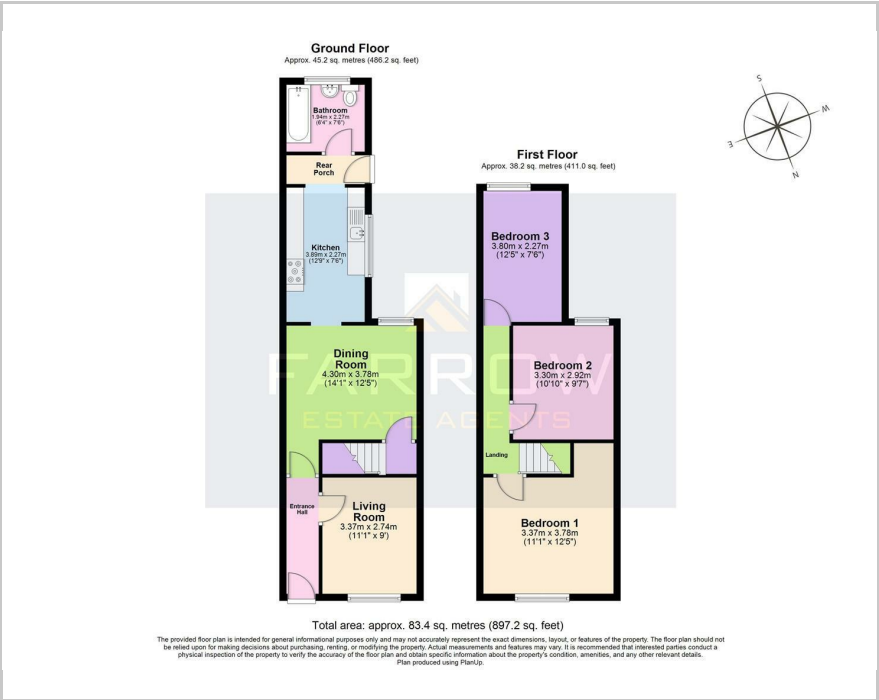 Ground Floor
Approx. 45.2 sq. metres (486.2 sq. feet)
Bathroom
1.94m x 2.27m
(6'4" x 7'6")
Rear
Porch
Kitchen
3.89m x 2.27m
(12'9" x 7'6")
Dining
Room
4.30m x 3.78m
(14'1" x 12'5")
Entrance
Hall
Living
Room
3.37m x 2.74m
(11'1" x 9')
First Floor
Approx. 38.2 sq. metres (411.0 sq. feet)
Bedroom 3
3.80m x 2.27m
(12'5" x 7'6")
Bedroom 2
3.30m x 2.92m
(10'10" x 9'7")
Landing
Bedroom 1
3.37m x 3.78m
(11'1" x 12'5")
S
W
E
N
FARROW
ESTATE AGENTS
Total area: approx. 83.4 sq. metres (897.2 sq. feet)
The provided floor plan is intended for general informational purposes only and may not accurately represent the exact dimensions, layout, or features of the property. The floor plan should not
be relied upon for making decisions about purchasing, renting, or modifying the property. Actual measurements and features may vary. It is recommended that interested parties conduct a
physical inspection of the property to verify the accuracy of the floor plan and obtain specific information about the property's condition, amenities, and any other relevant details.
Plan produced using PlanUp.